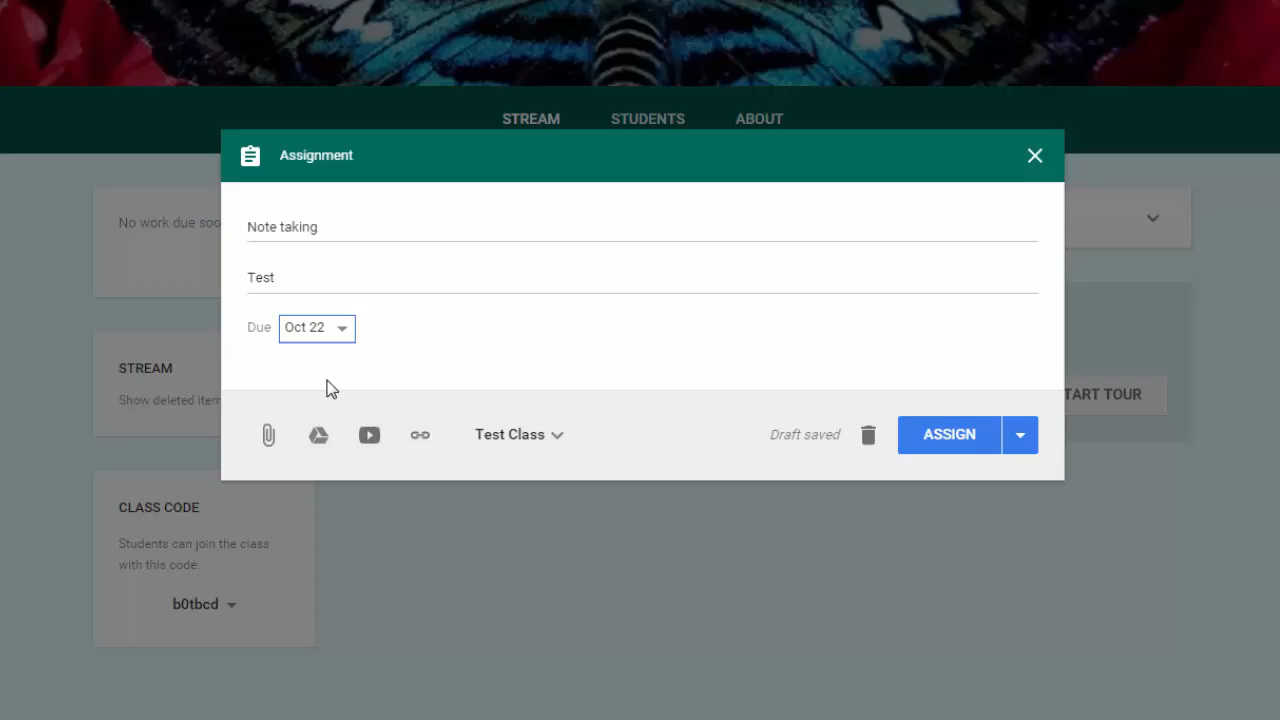 STREAM STUDENTS ABOUT
Assignment
No work due soo
Note taking
Test
Due Oct 22
STREAM
Show deleted item
TART TOUR
Test Class
Draft saved
ASSIGN
CLASS CODE
Students can join the class
with this code:
b0tbcd